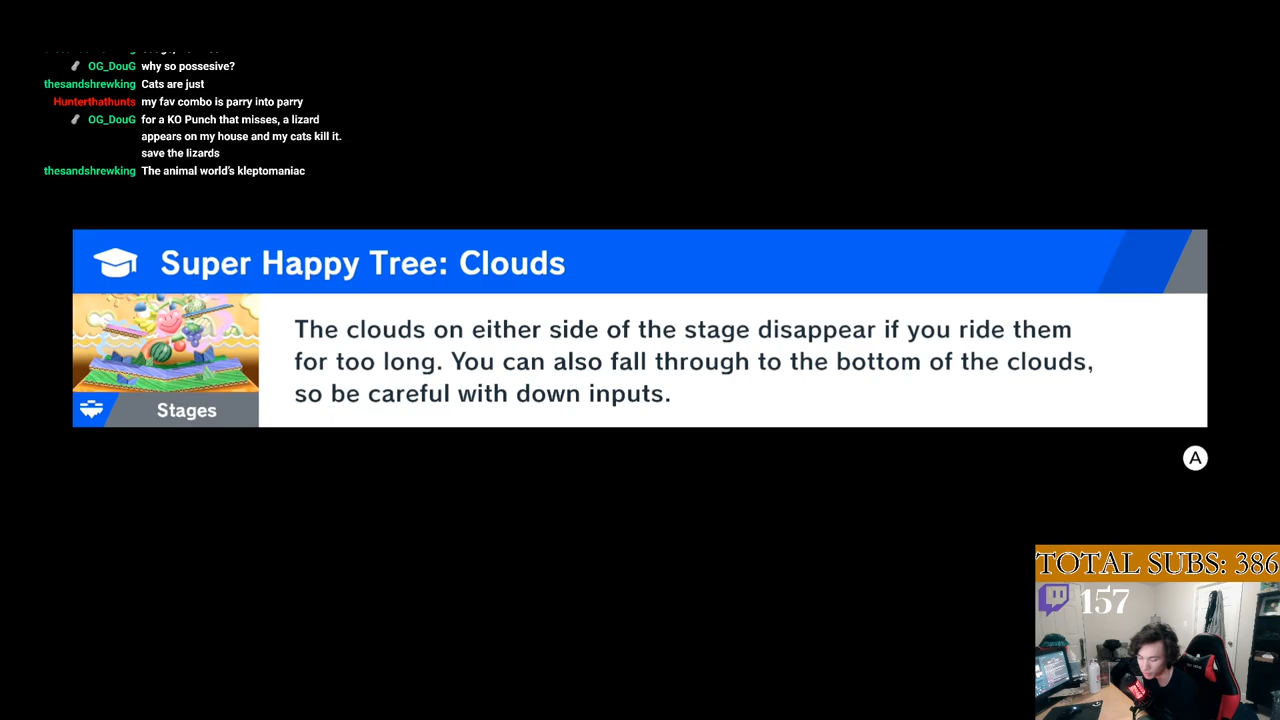 OG_DouG why so possesive?
thesandshrewking Cats are just
Hunterthathunts my fav combo is parry into parry
OG_DouG for a KO Punch that misses, a lizard
appears on my house and my cats kill it.
save the lizards
thesandshrewking The animal world's kleptomaniac
Super Happy Tree: Clouds
The clouds on either side of the stage disappear if you ride them
for too long. You can also fall through to the bottom of the clouds,
so be careful with down inputs.
Stages
A
TOTAL SUBS: 386
157